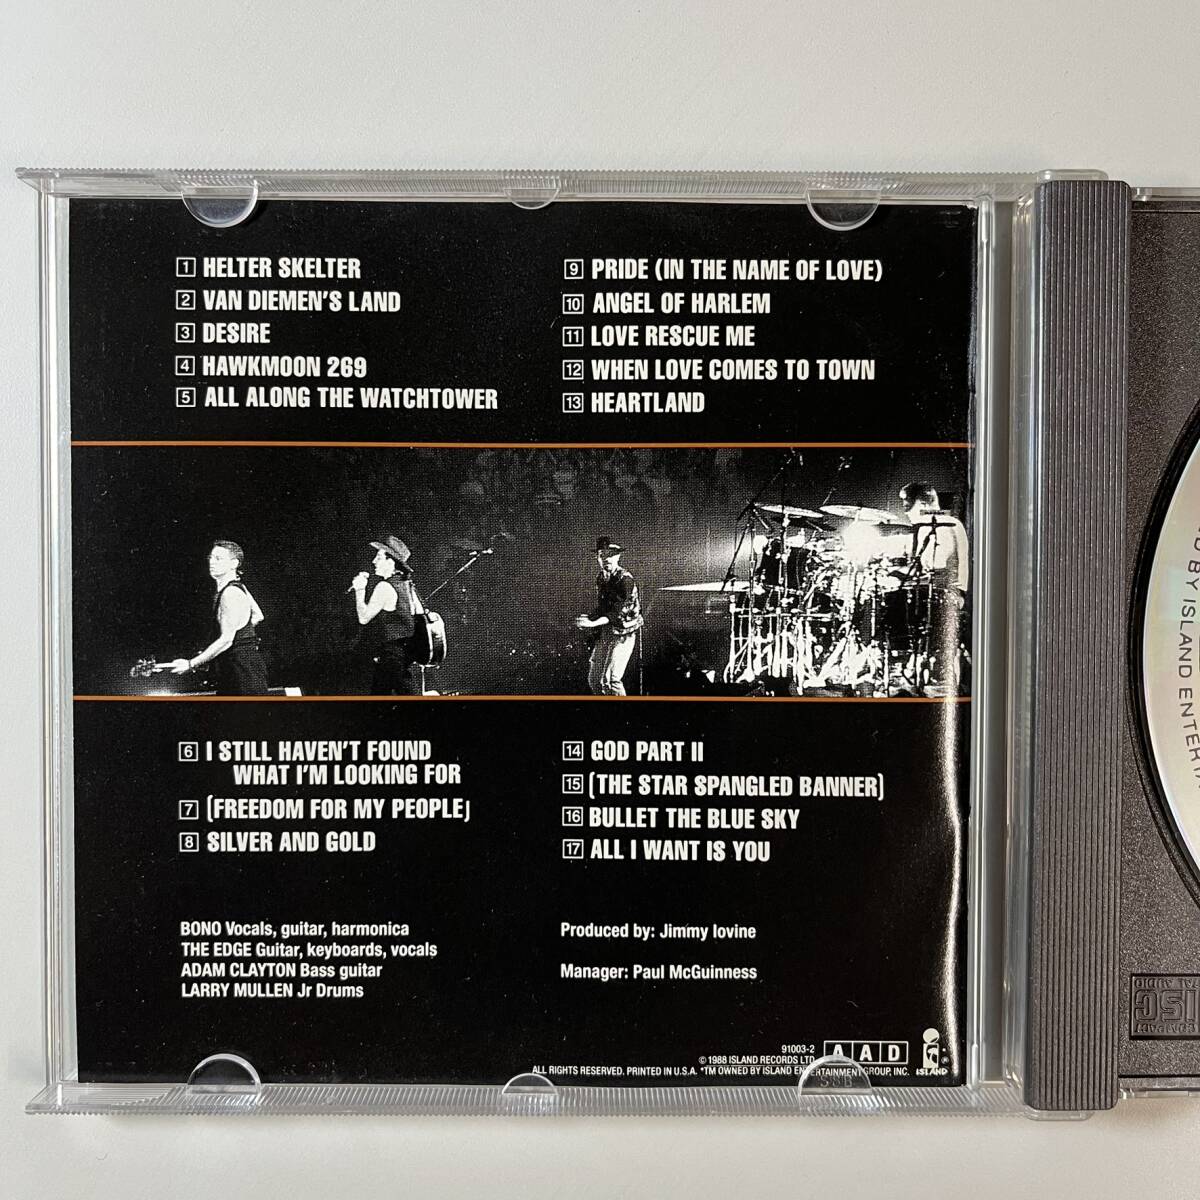 1 HELTER SKELTER
2 VAN DIEMEN'S LAND
3 DESIRE
4 HAWKMOON 269
5 ALL ALONG THE WATCHTOWER
9 PRIDE (IN THE NAME OF LOVE)
10 ANGEL OF HARLEM
11 LOVE RESCUE ME
12 WHEN LOVE COMES TO TOWN
13 HEARTLAND
6 I STILL HAVEN'T FOUND
WHAT I'M LOOKING FOR
7 (FREEDOM FOR MY PEOPLE)
8 SILVER AND GOLD
14 GOD PART II
15 (THE STAR SPANGLED BANNER)
16 BULLET THE BLUE SKY
17 ALL I WANT IS YOU
BONO Vocals, guitar, harmonica
THE EDGE Guitar, keyboards, vocals
ADAM CLAYTON Bass guitar
LARRY MULLEN Jr Drums
Produced by: Jimmy Iovine
Manager: Paul McGuinness
91003-2
© 1988 ISLAND RECORDS LTD
ALL RIGHTS RESERVED. PRINTED IN U.S.A. *TM OWNED BY ISLAND ENTERTAINMENT GROUP, INC.
A A D
ISLAND
BY ISLAND
COMPACT
DISC
DIGITAL AUDIO